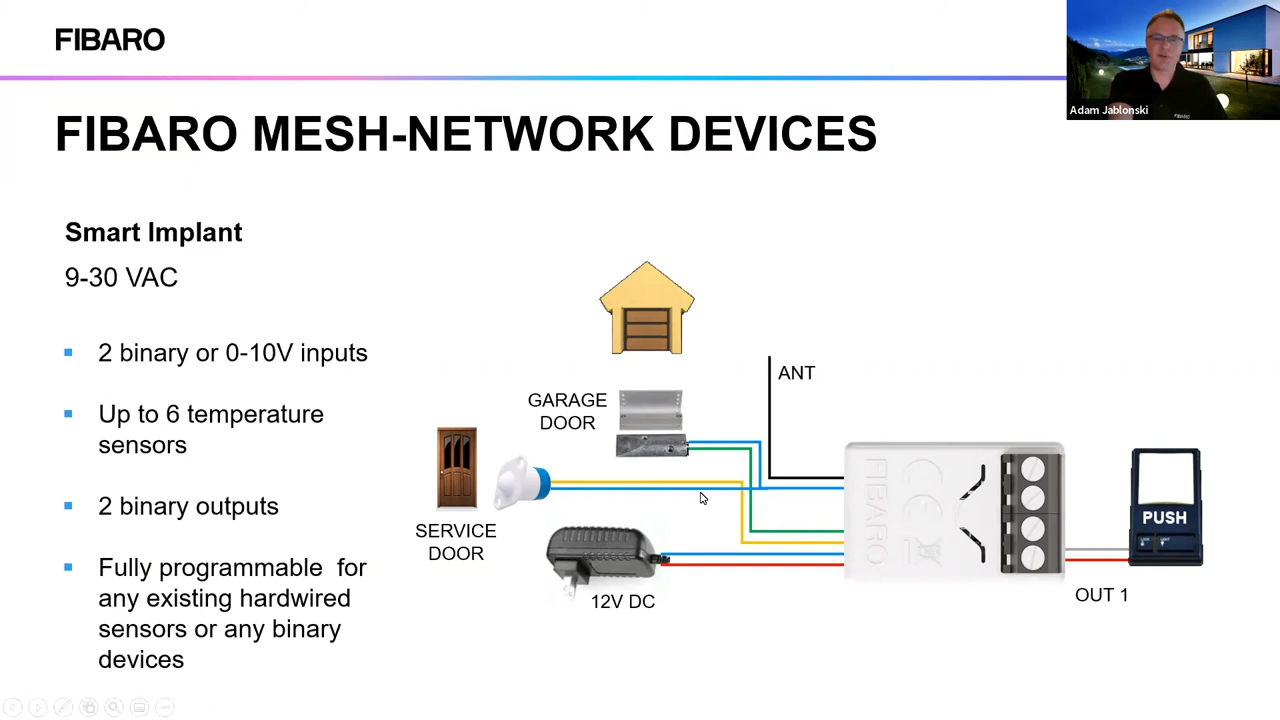 FIBARO
Adam Jablonski
FIBARO MESH-NETWORK DEVICES
Smart Implant
9-30 VAC
2 binary or 0-10V inputs
Up to 6 temperature
sensors
2 binary outputs
Fully programmable for
any existing hardwired
sensors or any binary
devices
ANT
GARAGE
DOOR
SERVICE
DOOR
12V DC
FIBARO
CE
PUSH
OUT 1